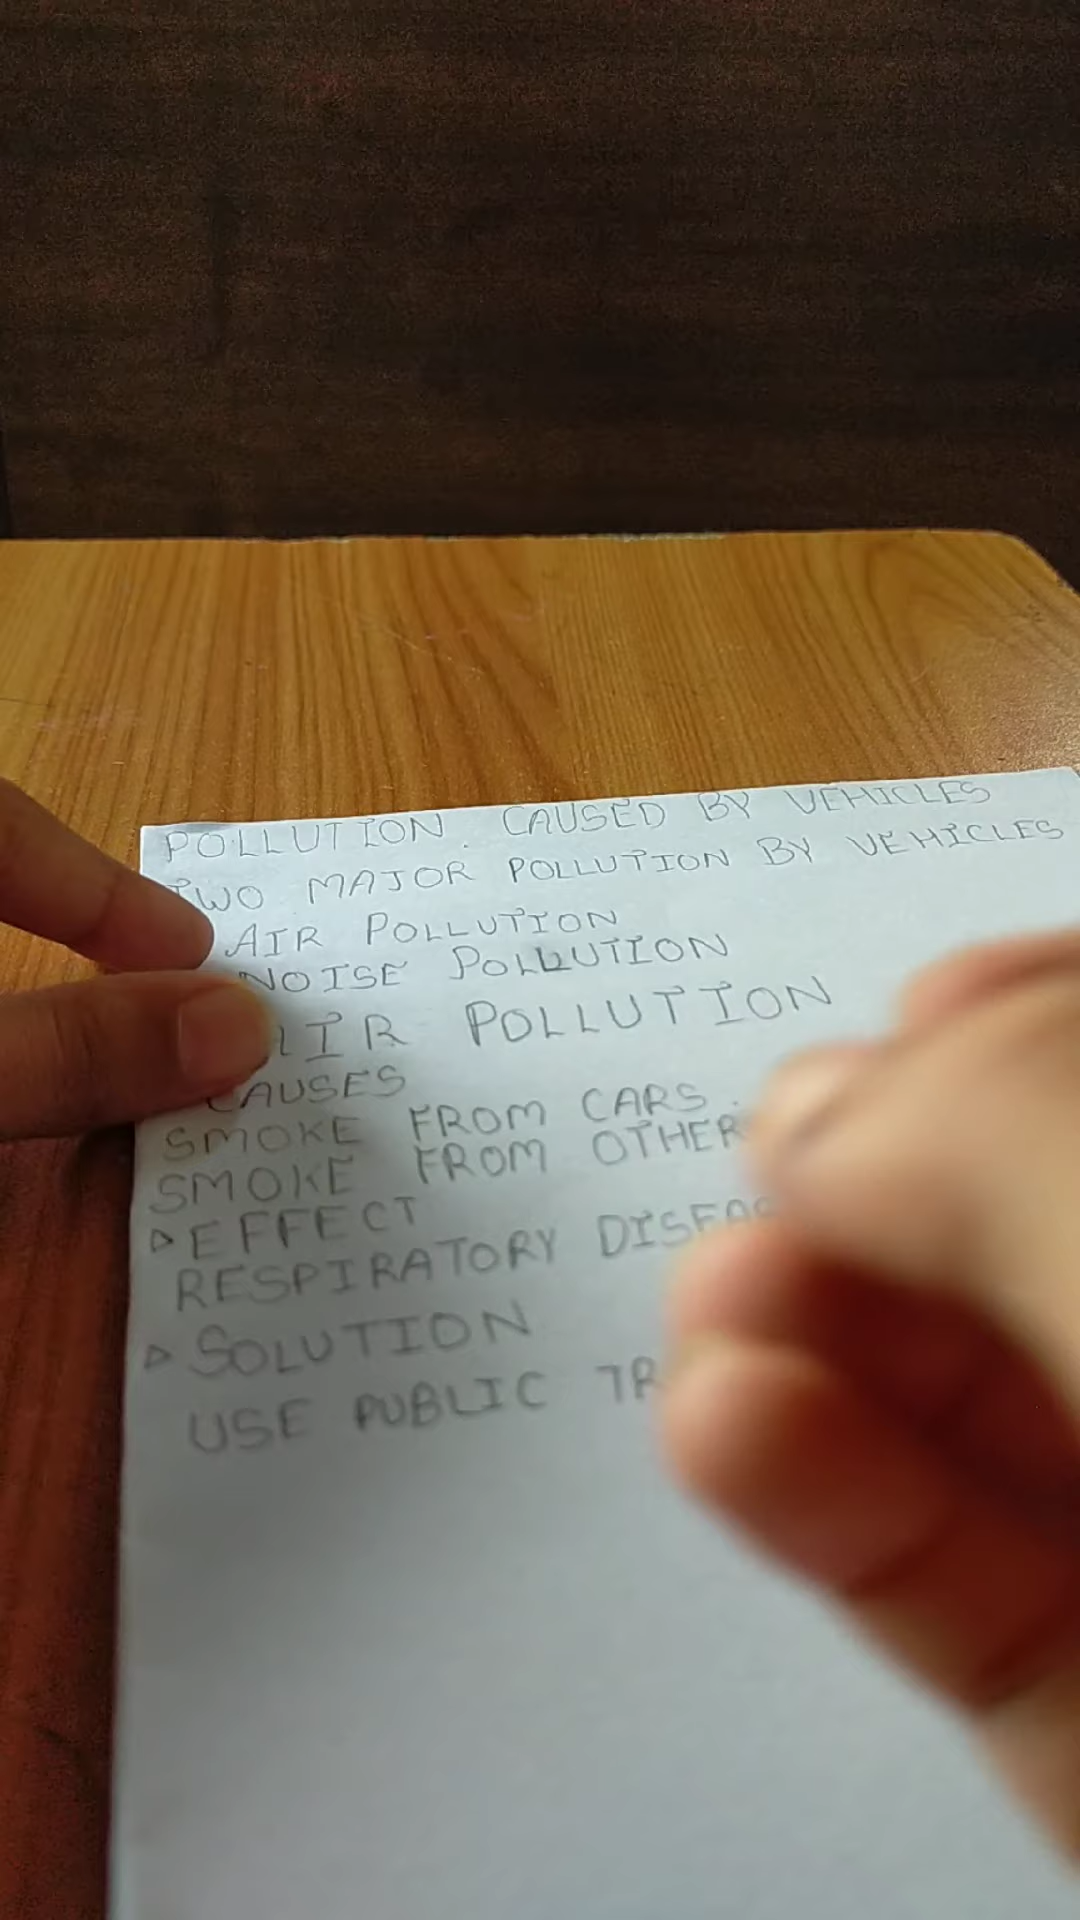 POLLUTION CAUSED BY VEHICLES
TWO MAJOR POLLUTION BY VEHICLES
AIR POLLUTION
NOISE POLLUTION
AIR POLLUTION
CAUSES
SMOKE FROM CARS.
SMOKE FROM OTHER
▷ EFFECT
RESPIRATORY
▷ SOLUTION
USE PUBLIC